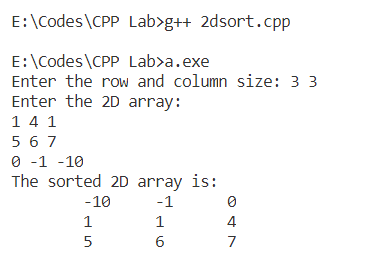 E:\Codes\CPP Lab>g++ 2dsort.cpp
E:\Codes\CPP Lab>a.exe
Enter the row and column size: 3 3
Enter the 2D array:
1 4 1
5 6 7
0 -1 -10
The sorted 2D array is:
-10 -1 0
1 1 4
5 6 7